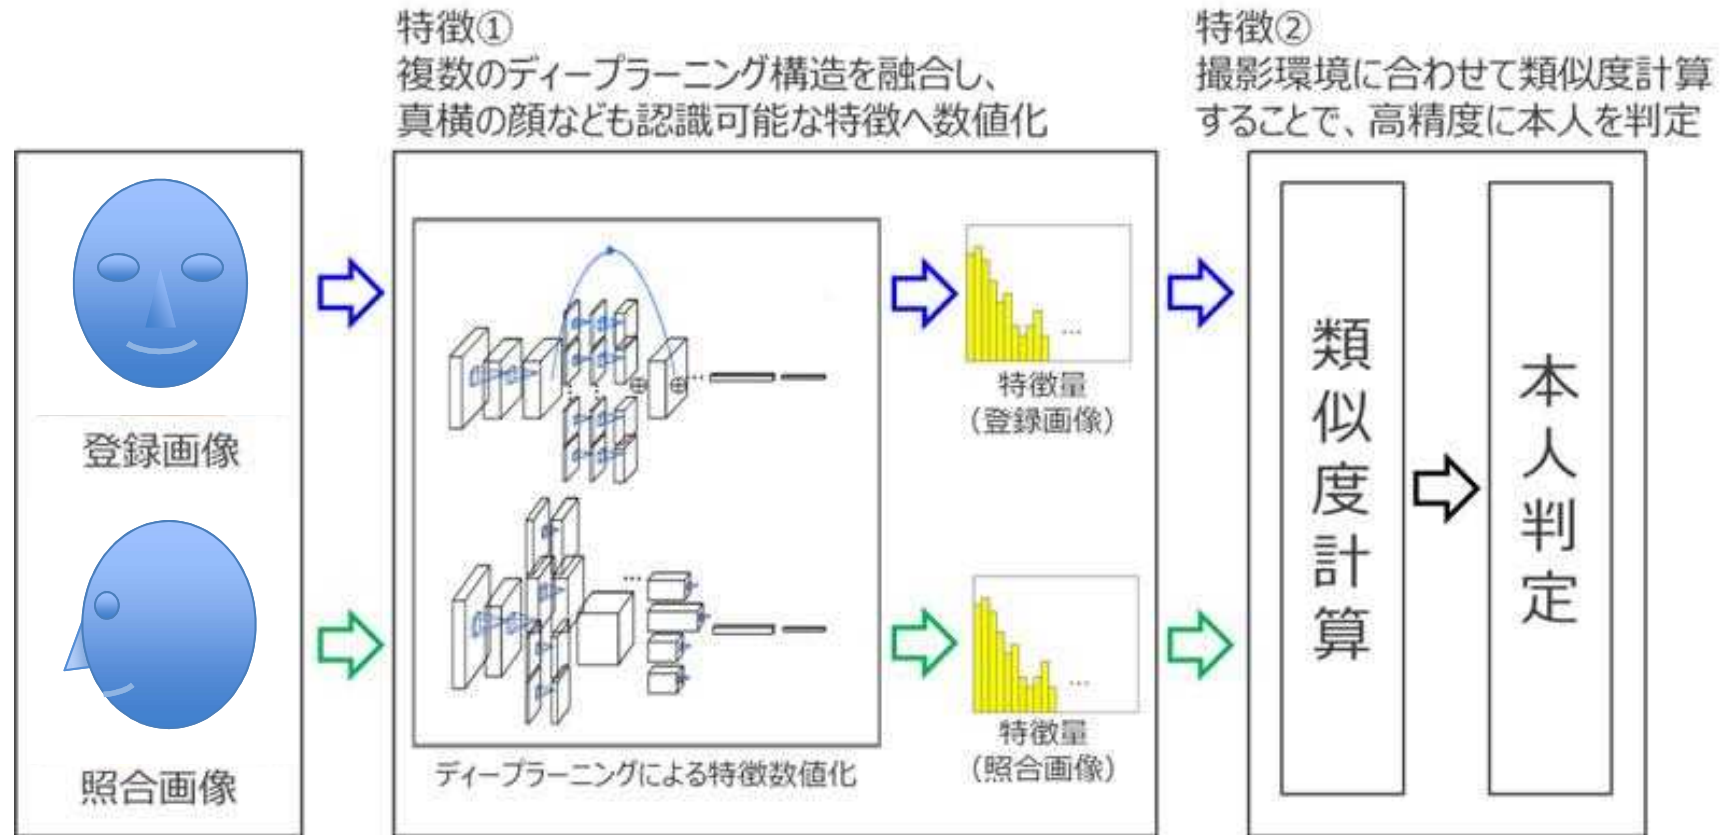 特徴①
複数のディープラーニング構造を融合し、
真横の顔なども認識可能な特徴へ数値化
特徴②
撮影環境に合わせて類似度計算
することで、高精度に本人を判定
登録画像
照合画像
ディープラーニングによる特徴数値化
…
特徴量
（登録画像）
…
特徴量
（照合画像）
類似度計算
本人判定